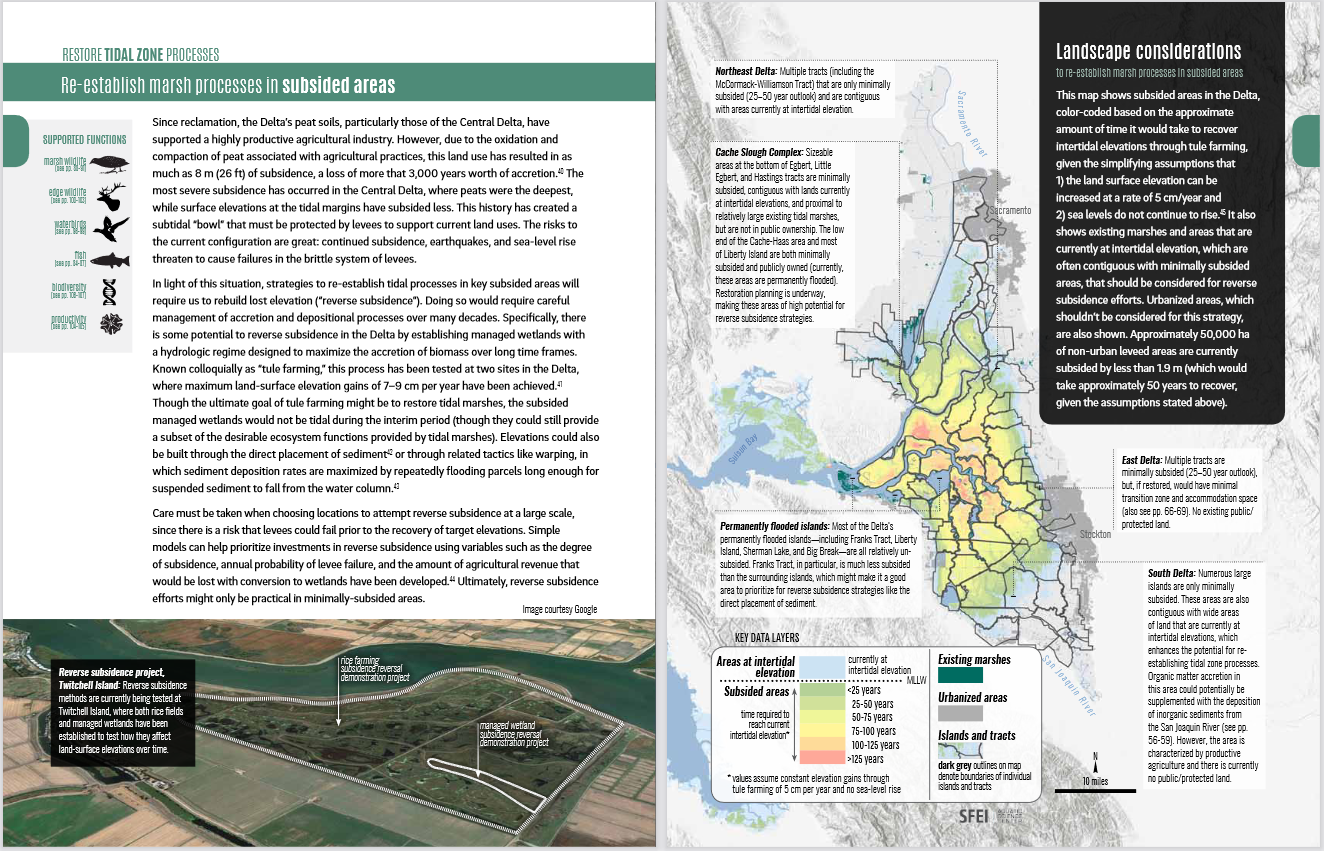 RESTORE TIDAL ZONE PROCESSES
Re-establish marsh processes in subsided areas
SUPPORTED FUNCTIONS
marsh wildlife
edge wildlife
(see pp. 100-103)
waterbirds
fish
(see pp. 84-87)
biodiversity
productivity
(see pp. 104-105)
Since reclamation, the Delta's peat soils, particularly those of the Central Delta, have
supported a highly productive agricultural industry. However, due to the oxidation and
compaction of peat associated with agricultural practices, this land use has resulted in as
much as 8 m (26 ft) of subsidence, a loss of more than 3,000 years worth of accretion.40 The
most severe subsidence has occurred in the Central Delta, where peats were the deepest,
while surface elevations at the tidal margins have subsided less. This history has created a
subtidal "bowl" that must be protected by levees to support current land uses. The risks to
the current configuration are great: continued subsidence, earthquakes, and sea-level rise
threaten to cause failures in the brittle system of levees.
In light of this situation, strategies to re-establish tidal processes in key subsided areas will
require us to rebuild lost elevation ("reverse subsidence"). Doing so would require careful
management of accretion and depositional processes over many decades. Specifically, there
is some potential to reverse subsidence in the Delta by establishing managed wetlands with
a hydrologic regime designed to maximize the accretion of biomass over long time frames.
Known colloquially as "tule farming," this process has been tested at two sites in the Delta,
where maximum land-surface elevation gains of 7–9 cm per year have been achieved.41
Though the ultimate goal of tule farming might be to restore tidal marshes, the subsided
managed wetlands would not be tidal during the interim period (though they could still provide
a subset of the desirable ecosystem functions provided by tidal marshes). Elevations could also
be built through the direct placement of sediment42 or through related tactics like warping, in
which sediment deposition rates are maximized by repeatedly flooding parcels long enough for
suspended sediment to fall from the water column.43
Care must be taken when choosing locations to attempt reverse subsidence at a large scale,
since there is a risk that levees could fail prior to the recovery of target elevations. Simple
models can help prioritize investments in reverse subsidence using variables such as the degree
of subsidence, annual probability of levee failure, and the amount of agricultural revenue that
would be lost with conversion to wetlands have been developed.44 Ultimately, reverse subsidence
efforts might only be practical in minimally-subsided areas.
Image courtesy Google
Reverse subsidence project,
Twitchell Island: Reverse subsidence
methods are currently being tested at
Twitchell Island, where both rice fields
and managed wetlands have been
established to test how they affect
land-surface elevations over time.
rice farming
subsidence reversal
demonstration project
managed wetland
subsidence reversal
demonstration project
Northeast Delta: Multiple tracts (including the
McCormack-Williamson Tract) that are only minimally
subsided (25–50 year outlook) and are contiguous
with areas currently at intertidal elevation.
Cache Slough Complex: Sizeable
areas at the bottom of Egbert, Little
Egbert, and Hastings tracts are minimally
subsided, contiguous with lands currently
at intertidal elevations, and proximal to
relatively large existing tidal marshes,
but are not in public ownership. The low
end of the Cache-Haas area and most
of Liberty Island are both minimally
subsided and publicly owned (currently,
these areas are permanently flooded).
Restoration planning is underway,
making these areas of high potential for
reverse subsidence strategies.
Sacramento River
Sacramento
Suisun Bay
Stockton
San Joaquin River
Landscape considerations
to re-establish marsh processes in subsided areas
This map shows subsided areas in the Delta,
color-coded based on the approximate
amount of time it would take to recover
intertidal elevations through tule farming,
given the simplifying assumptions that
1) the land surface elevation can be
increased at a rate of 5 cm/year and
2) sea levels do not continue to rise.45 It also
shows existing marshes and areas that are
currently at intertidal elevation, which are
often contiguous with minimally subsided
areas, that should be considered for reverse
subsidence efforts. Urbanized areas, which
shouldn't be considered for this strategy,
are also shown. Approximately 50,000 ha
of non-urban leveed areas are currently
subsided by less than 1.9 m (which would
take approximately 50 years to recover,
given the assumptions stated above).
East Delta: Multiple tracts are
minimally subsided (25–50 year outlook),
but, if restored, would have minimal
transition zone and accommodation space
(also see pp. 66-69). No existing public/
protected land.
Permanently flooded islands: Most of the Delta's
permanently flooded islands—including Franks Tract, Liberty
Island, Sherman Lake, and Big Break—are all relatively un-
subsided. Franks Tract, in particular, is much less subsided
than the surrounding islands, which might make it a good
area to prioritize for reverse subsidence strategies like the
direct placement of sediment.
South Delta: Numerous large
islands are only minimally
subsided. These areas are also
contiguous with wide areas
of land that are currently at
intertidal elevations, which
enhances the potential for re-
establishing tidal zone processes.
Organic matter accretion in
this area could potentially be
supplemented with the deposition
of inorganic sediments from
the San Joaquin River (see pp.
56-59). However, the area is
characterized by productive
agriculture and there is currently
no public/protected land.
KEY DATA LAYERS
Areas at intertidal
elevation
currently at
intertidal elevation
MLLW
Subsided areas
time required to
reach current
intertidal elevation*
<25 years
25-50 years
50-75 years
75-100 years
100-125 years
>125 years
* values assume constant elevation gains through
tule farming of 5 cm per year and no sea-level rise
Existing marshes
Urbanized areas
Islands and tracts
dark grey outlines on map
denote boundaries of individual
islands and tracts
N
10 miles
SFEI